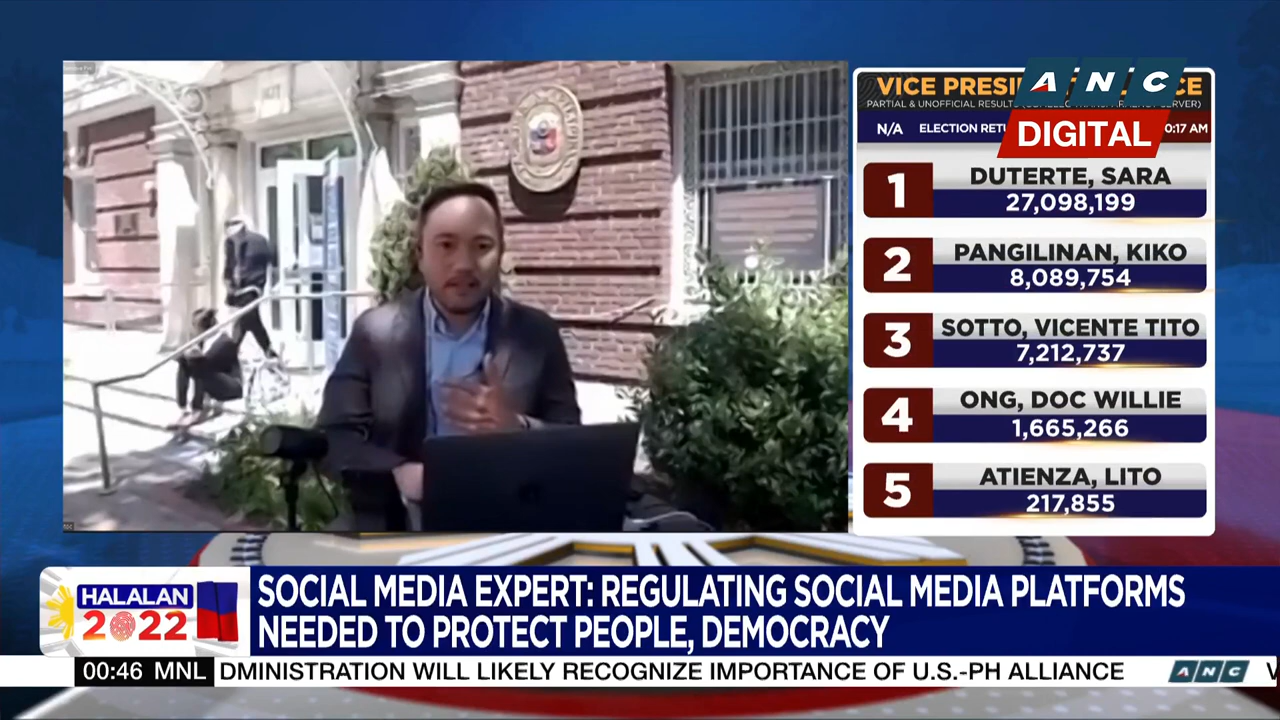 ANC
DIGITAL
VICE PRESI CE
PARTIAL & UNOFFICIAL RESULTS SERVER)
N/A ELECTION RETU 0:17 AM
1 DUTERTE, SARA
27,098,199
2 PANGILINAN, KIKO
8,089,754
3 SOTTO, VICENTE TITO
7,212,737
4 ONG, DOC WILLIE
1,665,266
5 ATIENZA, LITO
217,855
HALALAN
2022
SOCIAL MEDIA EXPERT: REGULATING SOCIAL MEDIA PLATFORMS
NEEDED TO PROTECT PEOPLE, DEMOCRACY
00:46 MNL DMINISTRATION WILL LIKELY RECOGNIZE IMPORTANCE OF U.S.-PH ALLIANCE ANC